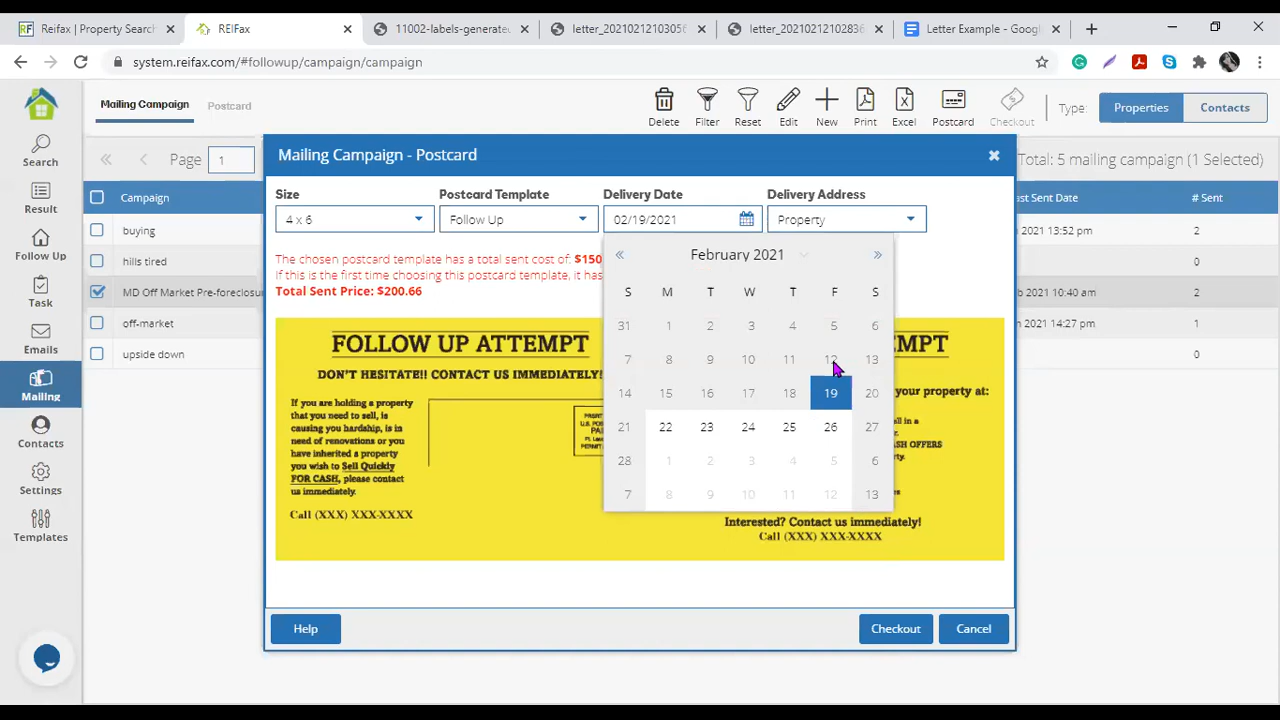 Reifax | Property Search
REIFax
11002-labels-generate
letter_2021021210305
letter_20210212102836
Letter Example - Goog
system.reifax.com/#followup/campaign/campaign
Mailing Campaign
Postcard
Delete
Filter
Reset
Edit
New
Print
Excel
Postcard
Checkout
Type:
Properties
Contacts
Search
Result
Follow Up
Task
Emails
Mailing
Contacts
Settings
Templates
Page 1
Total: 5 mailing campaign (1 Selected)
Campaign
ast Sent Date
# Sent
buying
2021 13:52 pm
2
hills tired
0
MD Off Market Pre-foreclosu
b 2021 10:40 am
2
off-market
2021 14:27 pm
1
upside down
0
Mailing Campaign - Postcard
Size
Postcard Template
Delivery Date
Delivery Address
4 x 6
Follow Up
02/19/2021
Property
The chosen postcard template has a total sent cost of: $150
if this is the first time choosing this postcard template, it has
Total Sent Price: $200.66
February 2021
S M T W T F S
31 1 2 3 4 5 6
7 8 9 10 11 12 13
14 15 16 17 18 19 20
21 22 23 24 25 26 27
28 1 2 3 4 5 6
7 8 9 10 11 12 13
FOLLOW UP ATTEMPT
DON'T HESITATE!! CONTACT US IMMEDIATELY!
If you are holding a property
that you need to sell, is
causing you hardship, is in
need of renovations or you
have inherited a property
you wish to Sell Quickly
FOR CASH, please contact
us immediately.
Call (XXX) XXX-XXXX
U.S. POS
PA
EMPT
your property at:
ell in a
ASH OFFERS
rty.
es
Interested? Contact us immediately!
Call (XXX) XXX-XXXX
Help
Checkout
Cancel